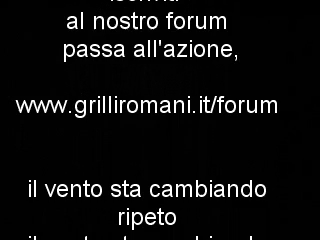 al nostro forum
passa all'azione,
www.grilliromani.it/forum
il vento sta cambiando
ripeto